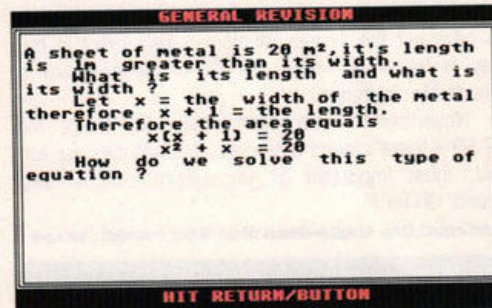 GENERAL REVISION
A sheet of metal is 20 m²,it's length
is 1m greater than its width.
What is its length and what is
its width ?
Let x = the width of the metal
therefore x + 1 = the length.
Therefore the area equals
x(x + 1) = 20
x² + x = 20
How do we solve this type of
equation ?
HIT RETURN/BUTTON